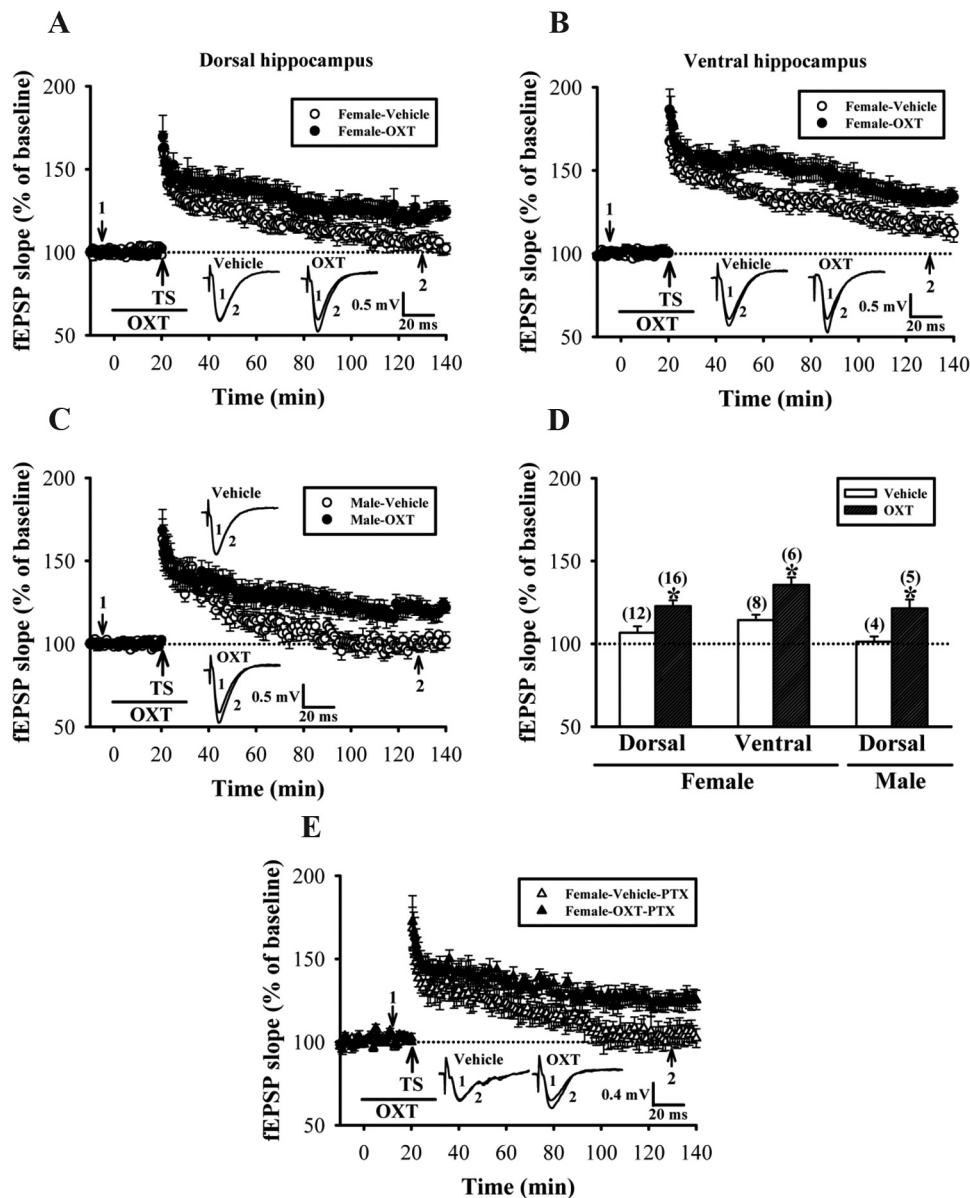 A
Dorsal hippocampus
fEPSP slope (% of baseline)
200
150
100
50
Female-Vehicle
Female-OXT
1
TS
OXT
Vehicle
1
2
OXT
1
2
0.5 mV
20 ms
2
0 20 40 60 80 100 120 140
Time (min)
B
Ventral hippocampus
fEPSP slope (% of baseline)
200
150
100
50
Female-Vehicle
Female-OXT
1
TS
OXT
Vehicle
1
2
OXT
1
2
0.5 mV
20 ms
2
0 20 40 60 80 100 120 140
Time (min)
C
fEPSP slope (% of baseline)
200
150
100
50
Vehicle
1
2
Male-Vehicle
Male-OXT
1
TS
OXT
OXT
1
2
0.5 mV
20 ms
2
0 20 40 60 80 100 120 140
Time (min)
D
fEPSP slope (% of baseline)
200
150
100
50
Vehicle
OXT
(12)
(16)
*
(8)
(6)
*
(4)
(5)
*
Dorsal Ventral Dorsal
Female Male
E
fEPSP slope (% of baseline)
200
150
100
50
Female-Vehicle-PTX
Female-OXT-PTX
1
TS
OXT
Vehicle
1
2
OXT
1
2
0.4 mV
20 ms
2
0 20 40 60 80 100 120 140
Time (min)